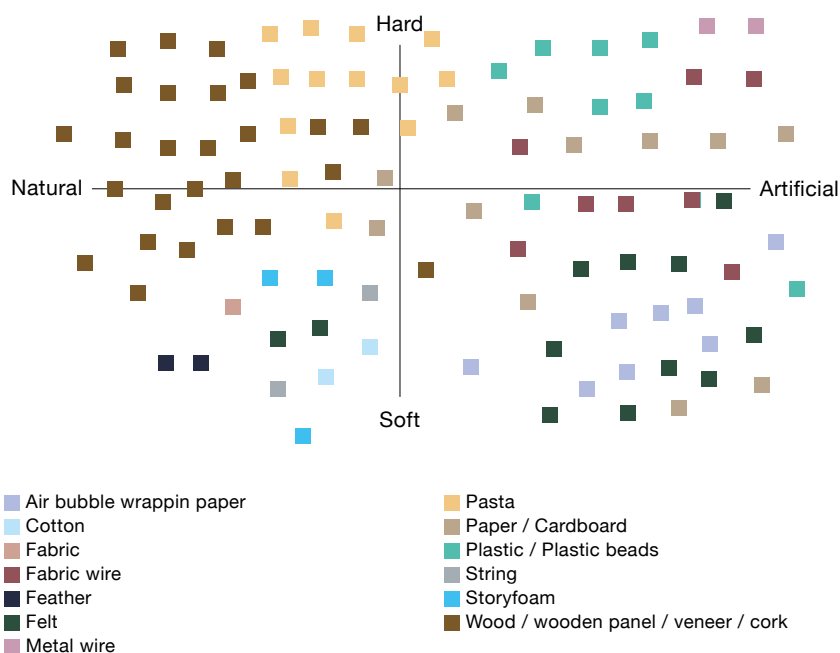 Hard
Natural
Artificial
Soft
Air bubble wrappin paper
Cotton
Fabric
Fabric wire
Feather
Felt
Metal wire
Pasta
Paper / Cardboard
Plastic / Plastic beads
String
Storyfoam
Wood / wooden panel / veneer / cork